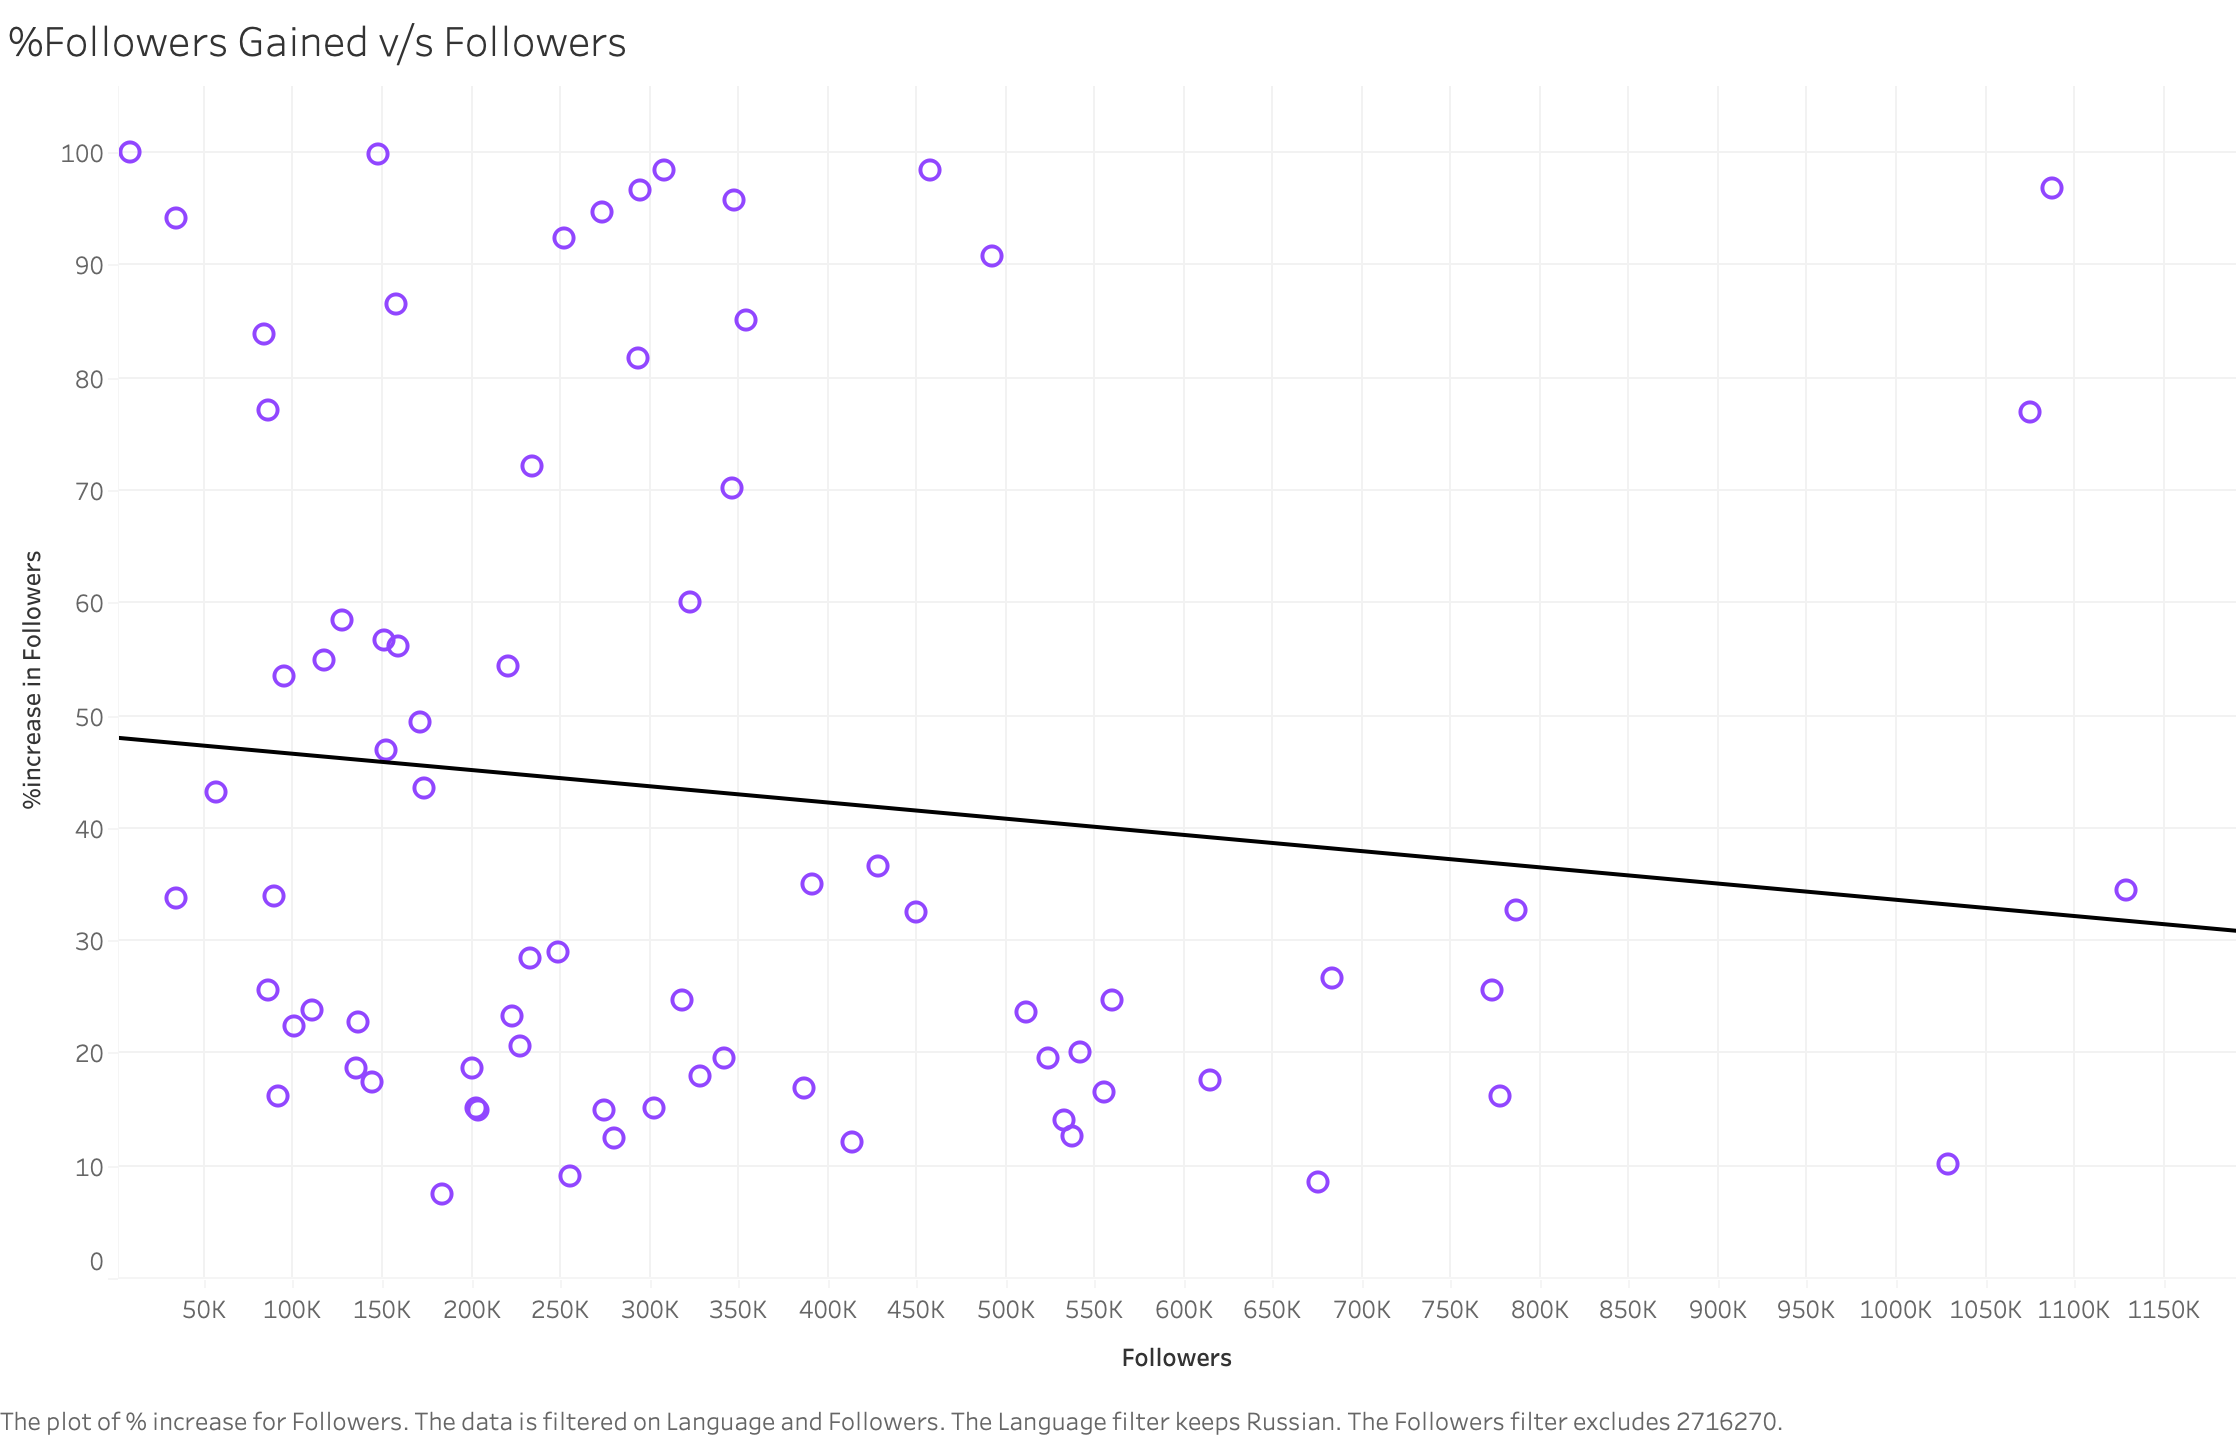 %Followers Gained v/s Followers
100
90
80
70
60
50
40
30
20
10
0
%increase in Followers
50K 100K 150K 200K 250K 300K 350K 400K 450K 500K 550K 600K 650K 700K 750K 800K 850K 900K 950K 1000K 1050K 1100K 1150K
Followers
The plot of % increase for Followers. The data is filtered on Language and Followers. The Language filter keeps Russian. The Followers filter excludes 2716270.